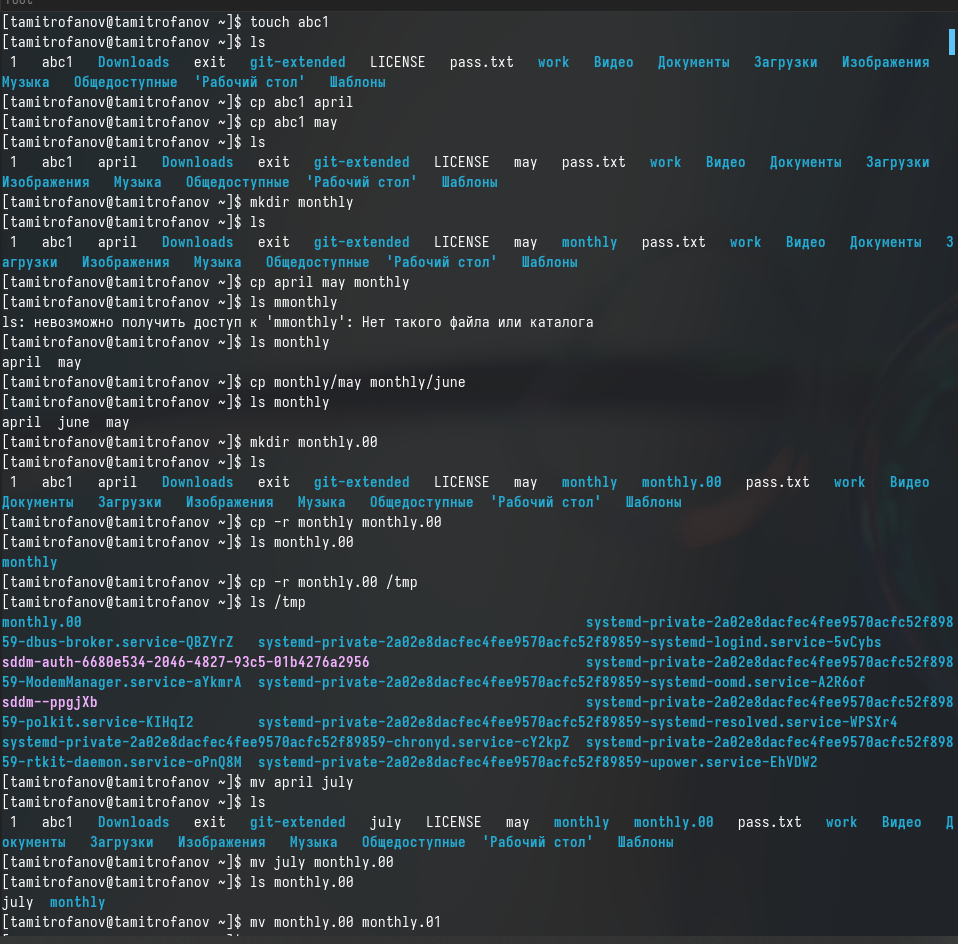 [tamitrofanov@tamitrofanov ~]$ touch abc1
[tamitrofanov@tamitrofanov ~]$ ls
 1   abc1   Downloads   exit   git-extended   LICENSE   pass.txt   work   Видео   Документы   Загрузки   Изображения
Музыка   Общедоступные  'Рабочий стол'   Шаблоны
[tamitrofanov@tamitrofanov ~]$ cp abc1 april
[tamitrofanov@tamitrofanov ~]$ cp abc1 may
[tamitrofanov@tamitrofanov ~]$ ls
 1   abc1   april   Downloads   exit   git-extended   LICENSE   may   pass.txt   work   Видео   Документы   Загрузки
Изображения   Музыка   Общедоступные  'Рабочий стол'   Шаблоны
[tamitrofanov@tamitrofanov ~]$ mkdir monthly
[tamitrofanov@tamitrofanov ~]$ ls
 1   abc1   april   Downloads   exit   git-extended   LICENSE   may   monthly   pass.txt   work   Видео   Документы   З
агрузки   Изображения   Музыка   Общедоступные  'Рабочий стол'   Шаблоны
[tamitrofanov@tamitrofanov ~]$ cp april may monthly
[tamitrofanov@tamitrofanov ~]$ ls mmonthly
ls: невозможно получить доступ к 'mmonthly': Нет такого файла или каталога
[tamitrofanov@tamitrofanov ~]$ ls monthly
april  may
[tamitrofanov@tamitrofanov ~]$ cp monthly/may monthly/june
[tamitrofanov@tamitrofanov ~]$ ls monthly
april  june  may
[tamitrofanov@tamitrofanov ~]$ mkdir monthly.00
[tamitrofanov@tamitrofanov ~]$ ls
 1   abc1   april   Downloads   exit   git-extended   LICENSE   may   monthly   monthly.00   pass.txt   work   Видео
Документы   Загрузки   Изображения   Музыка   Общедоступные  'Рабочий стол'   Шаблоны
[tamitrofanov@tamitrofanov ~]$ cp -r monthly monthly.00
[tamitrofanov@tamitrofanov ~]$ ls monthly.00
monthly
[tamitrofanov@tamitrofanov ~]$ cp -r monthly.00 /tmp
[tamitrofanov@tamitrofanov ~]$ ls /tmp
monthly.00                                                               systemd-private-2a02e8dacfec4fee9570acfc52f898
59-dbus-broker.service-QBZYrZ   systemd-private-2a02e8dacfec4fee9570acfc52f89859-systemd-logind.service-5vCybs
sddm-auth-6680e534-2046-4827-93c5-01b4276a2956                           systemd-private-2a02e8dacfec4fee9570acfc52f898
59-ModemManager.service-aYkmrA  systemd-private-2a02e8dacfec4fee9570acfc52f89859-systemd-oomd.service-A2R6of
sddm--ppgjXb                                                             systemd-private-2a02e8dacfec4fee9570acfc52f898
59-polkit.service-KIHqI2        systemd-private-2a02e8dacfec4fee9570acfc52f89859-systemd-resolved.service-WPSXr4
systemd-private-2a02e8dacfec4fee9570acfc52f89859-chronyd.service-cY2kpZ  systemd-private-2a02e8dacfec4fee9570acfc52f898
59-rtkit-daemon.service-oPnQ8M  systemd-private-2a02e8dacfec4fee9570acfc52f89859-upower.service-EhVDW2
[tamitrofanov@tamitrofanov ~]$ mv april july
[tamitrofanov@tamitrofanov ~]$ ls
 1   abc1   Downloads   exit   git-extended   july   LICENSE   may   monthly   monthly.00   pass.txt   work   Видео   Д
окументы   Загрузки   Изображения   Музыка   Общедоступные  'Рабочий стол'   Шаблоны
[tamitrofanov@tamitrofanov ~]$ mv july monthly.00
[tamitrofanov@tamitrofanov ~]$ ls monthly.00
july  monthly
[tamitrofanov@tamitrofanov ~]$ mv monthly.00 monthly.01